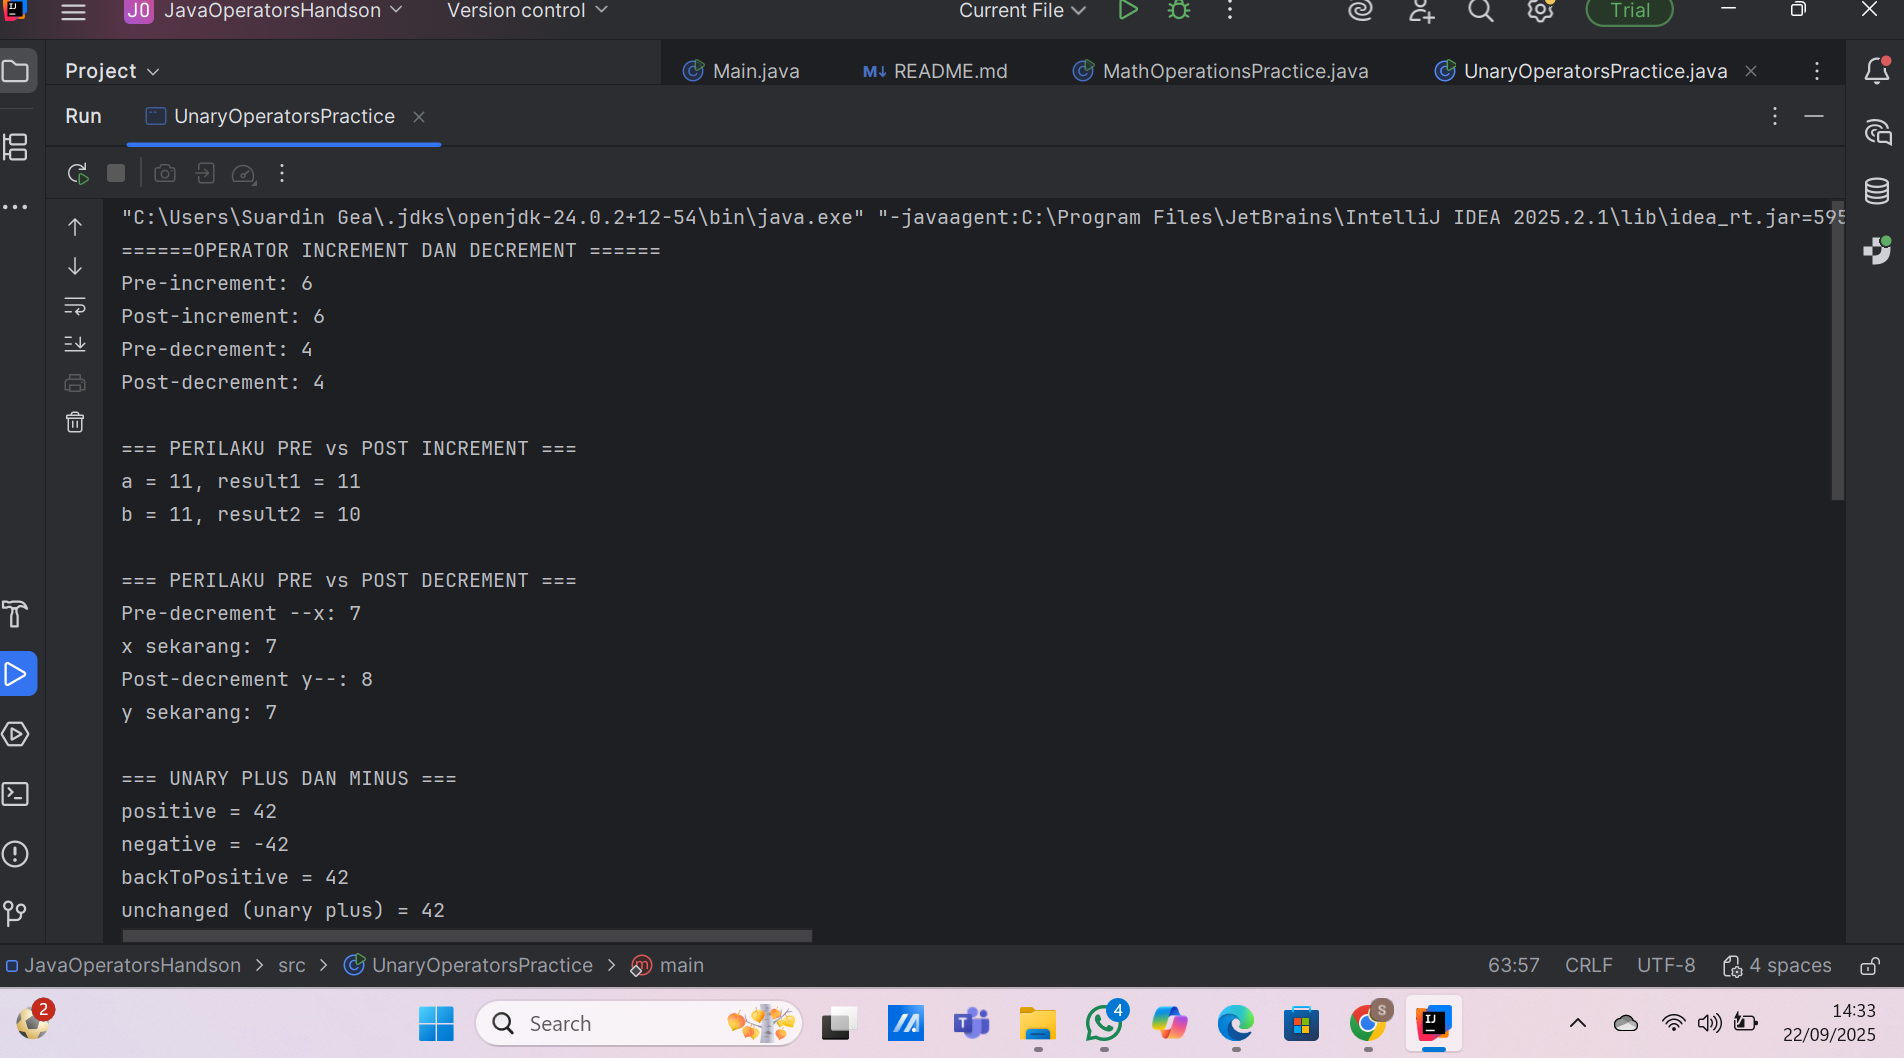 JO JavaOperatorsHandson Version control Current File Trial
Project Main.java M↓ README.md MathOperationsPractice.java UnaryOperatorsPractice.java
Run UnaryOperatorsPractice
"C:\Users\Suardin Gea\.jdks\openjdk-24.0.2+12-54\bin\java.exe" "-javaagent:C:\Program Files\JetBrains\IntelliJ IDEA 2025.2.1\lib\idea_rt.jar=595
======OPERATOR INCREMENT DAN DECREMENT ======
Pre-increment: 6
Post-increment: 6
Pre-decrement: 4
Post-decrement: 4
=== PERILAKU PRE vs POST INCREMENT ===
a = 11, result1 = 11
b = 11, result2 = 10
=== PERILAKU PRE vs POST DECREMENT ===
Pre-decrement --x: 7
x sekarang: 7
Post-decrement y--: 8
y sekarang: 7
=== UNARY PLUS DAN MINUS ===
positive = 42
negative = -42
backToPositive = 42
unchanged (unary plus) = 42
JavaOperatorsHandson > src > UnaryOperatorsPractice > main 63:57 CRLF UTF-8 4 spaces
2 Search 4 S IJ 14:33
22/09/2025